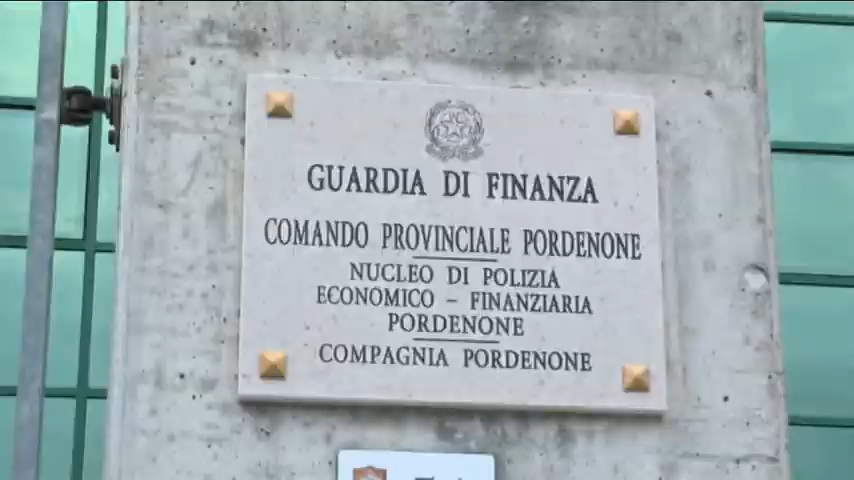 GUARDIA DI FINANZA
COMANDO PROVINCIALE PORDENONE
NUCLEO DI POLIZIA
ECONOMICO - FINANZIARIA
PORDENONE
COMPAGNIA PORDENONE